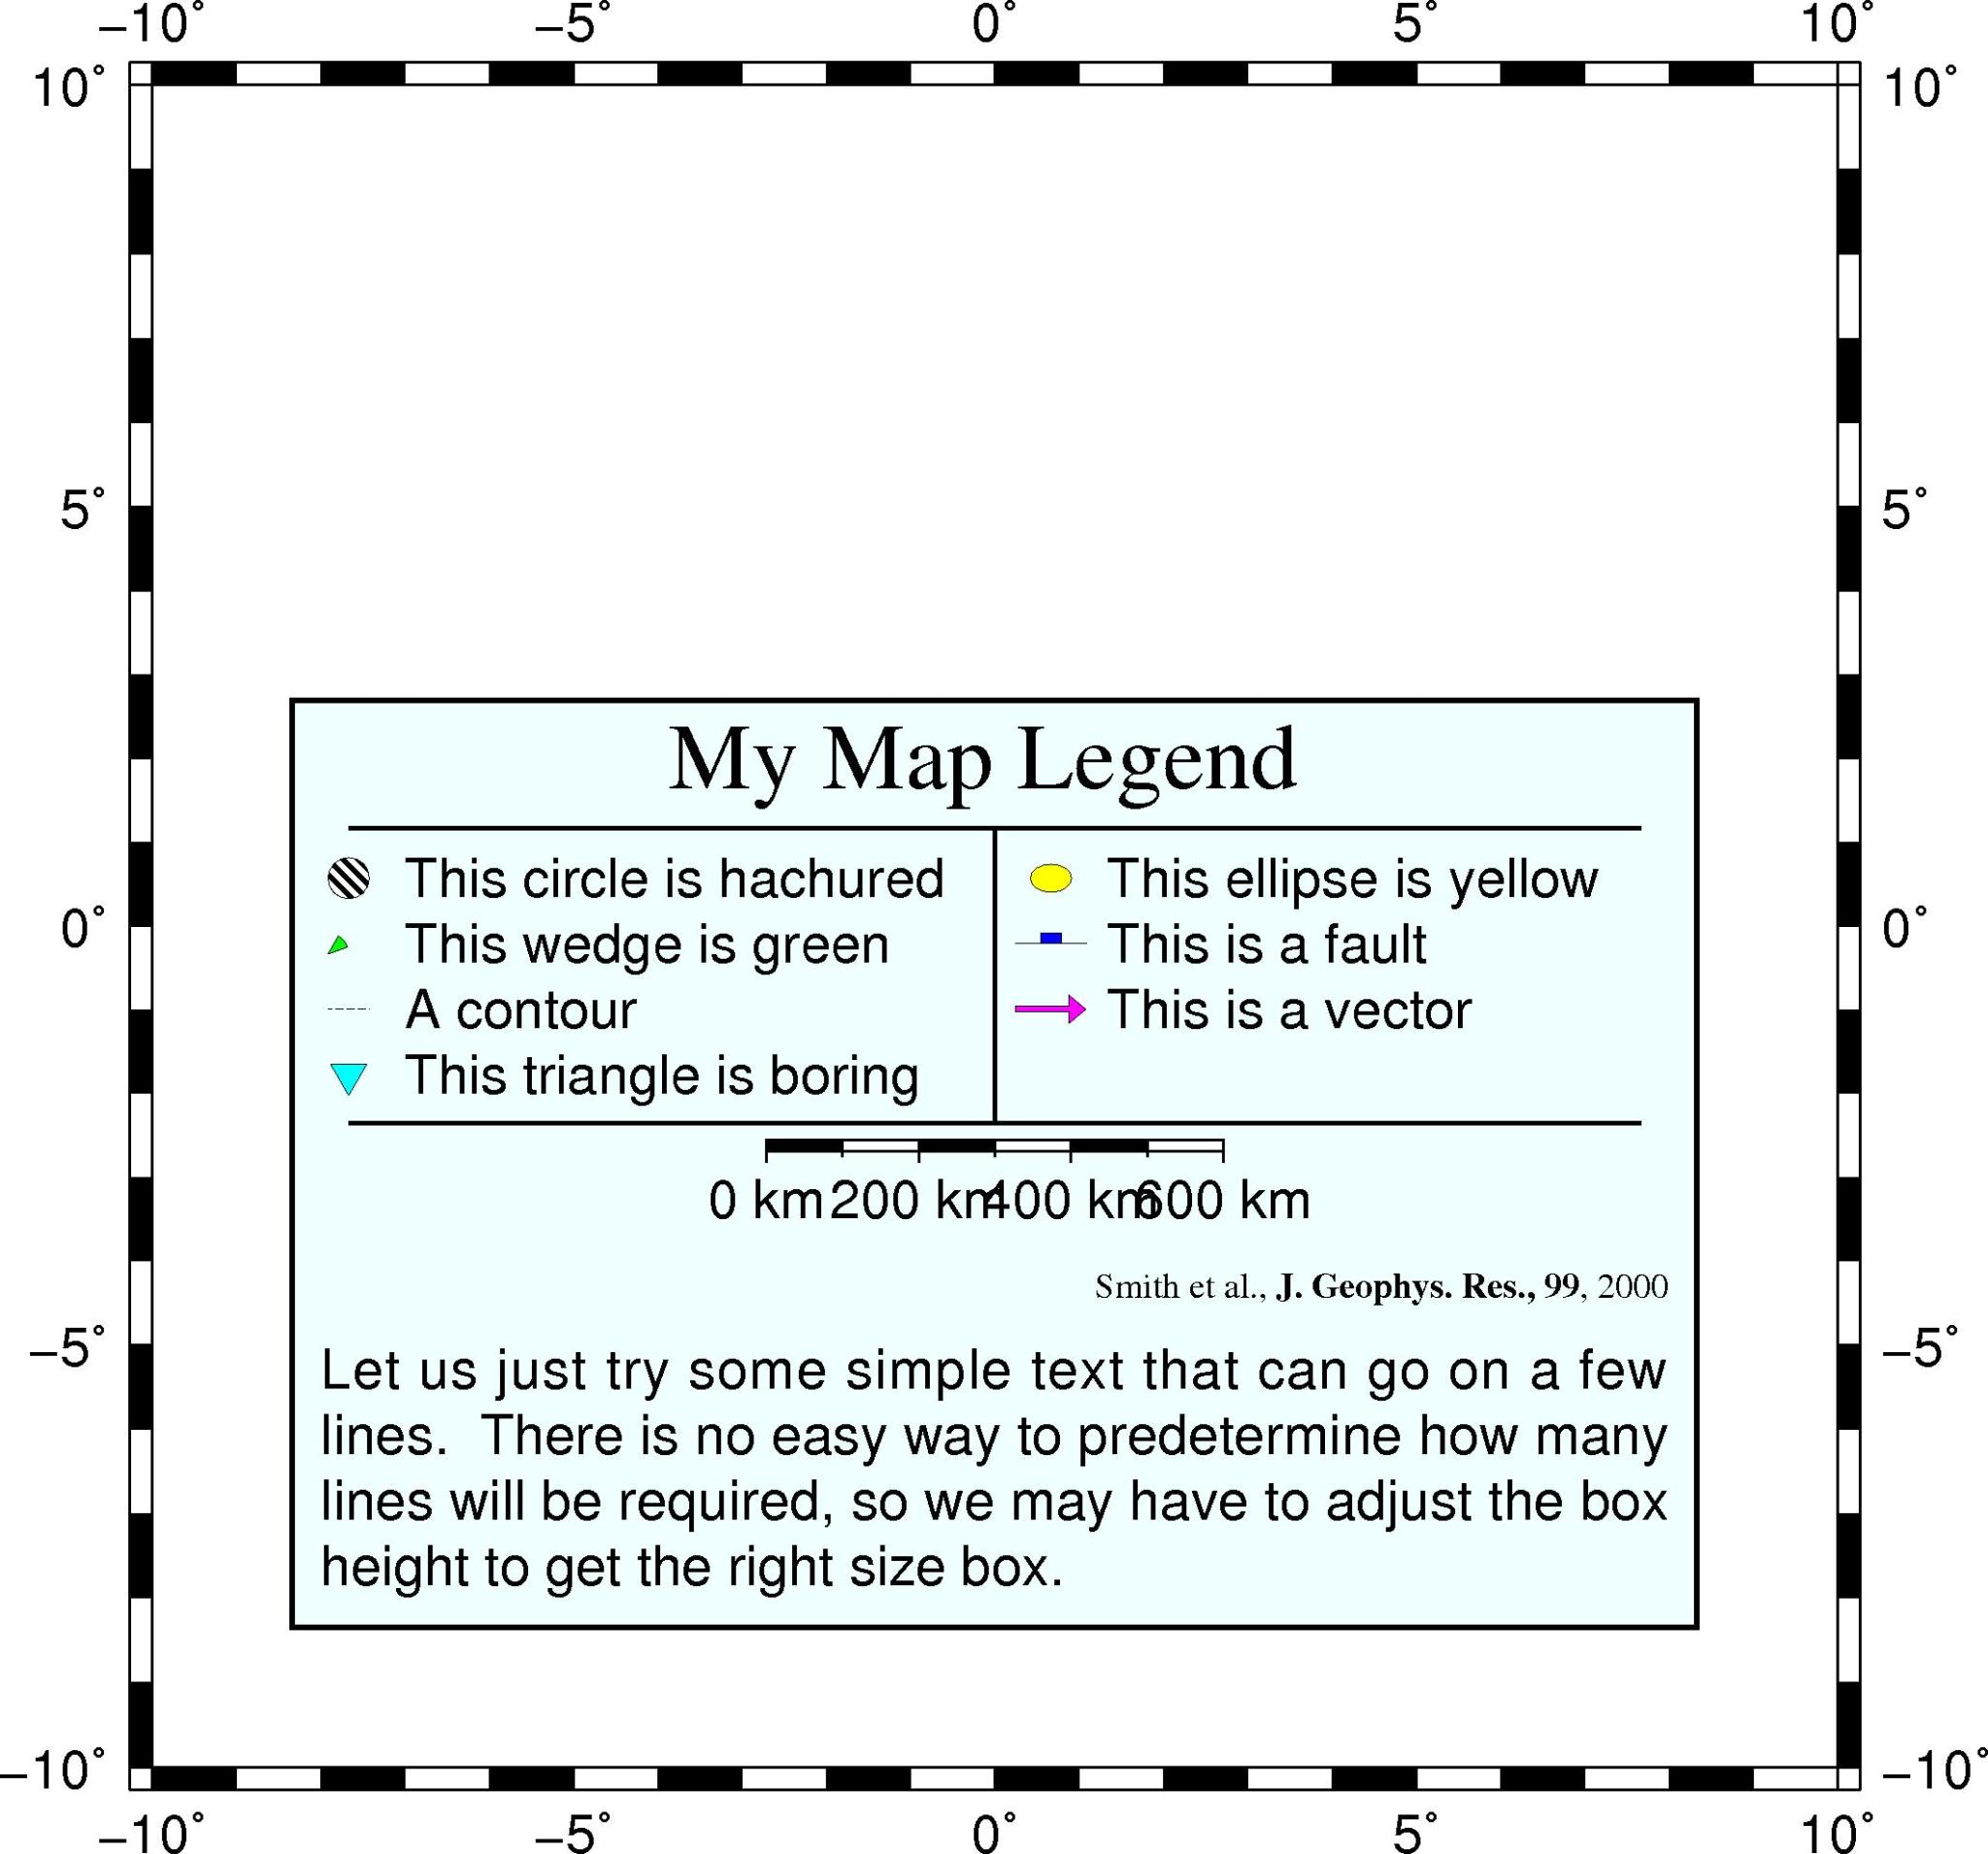 −10° −5° 0° 5° 10°
10° 10°
5° 5°
My Map Legend
This circle is hachured This ellipse is yellow
0° This wedge is green This is a fault 0°
A contour This is a vector
This triangle is boring
0 km 200 km 400 km 600 km
Smith et al., J. Geophys. Res., 99, 2000
−5° −5°
Let us just try some simple text that can go on a few
lines. There is no easy way to predetermine how many
lines will be required, so we may have to adjust the box
height to get the right size box.
−10° −10°
−10° −5° 0° 5° 10°